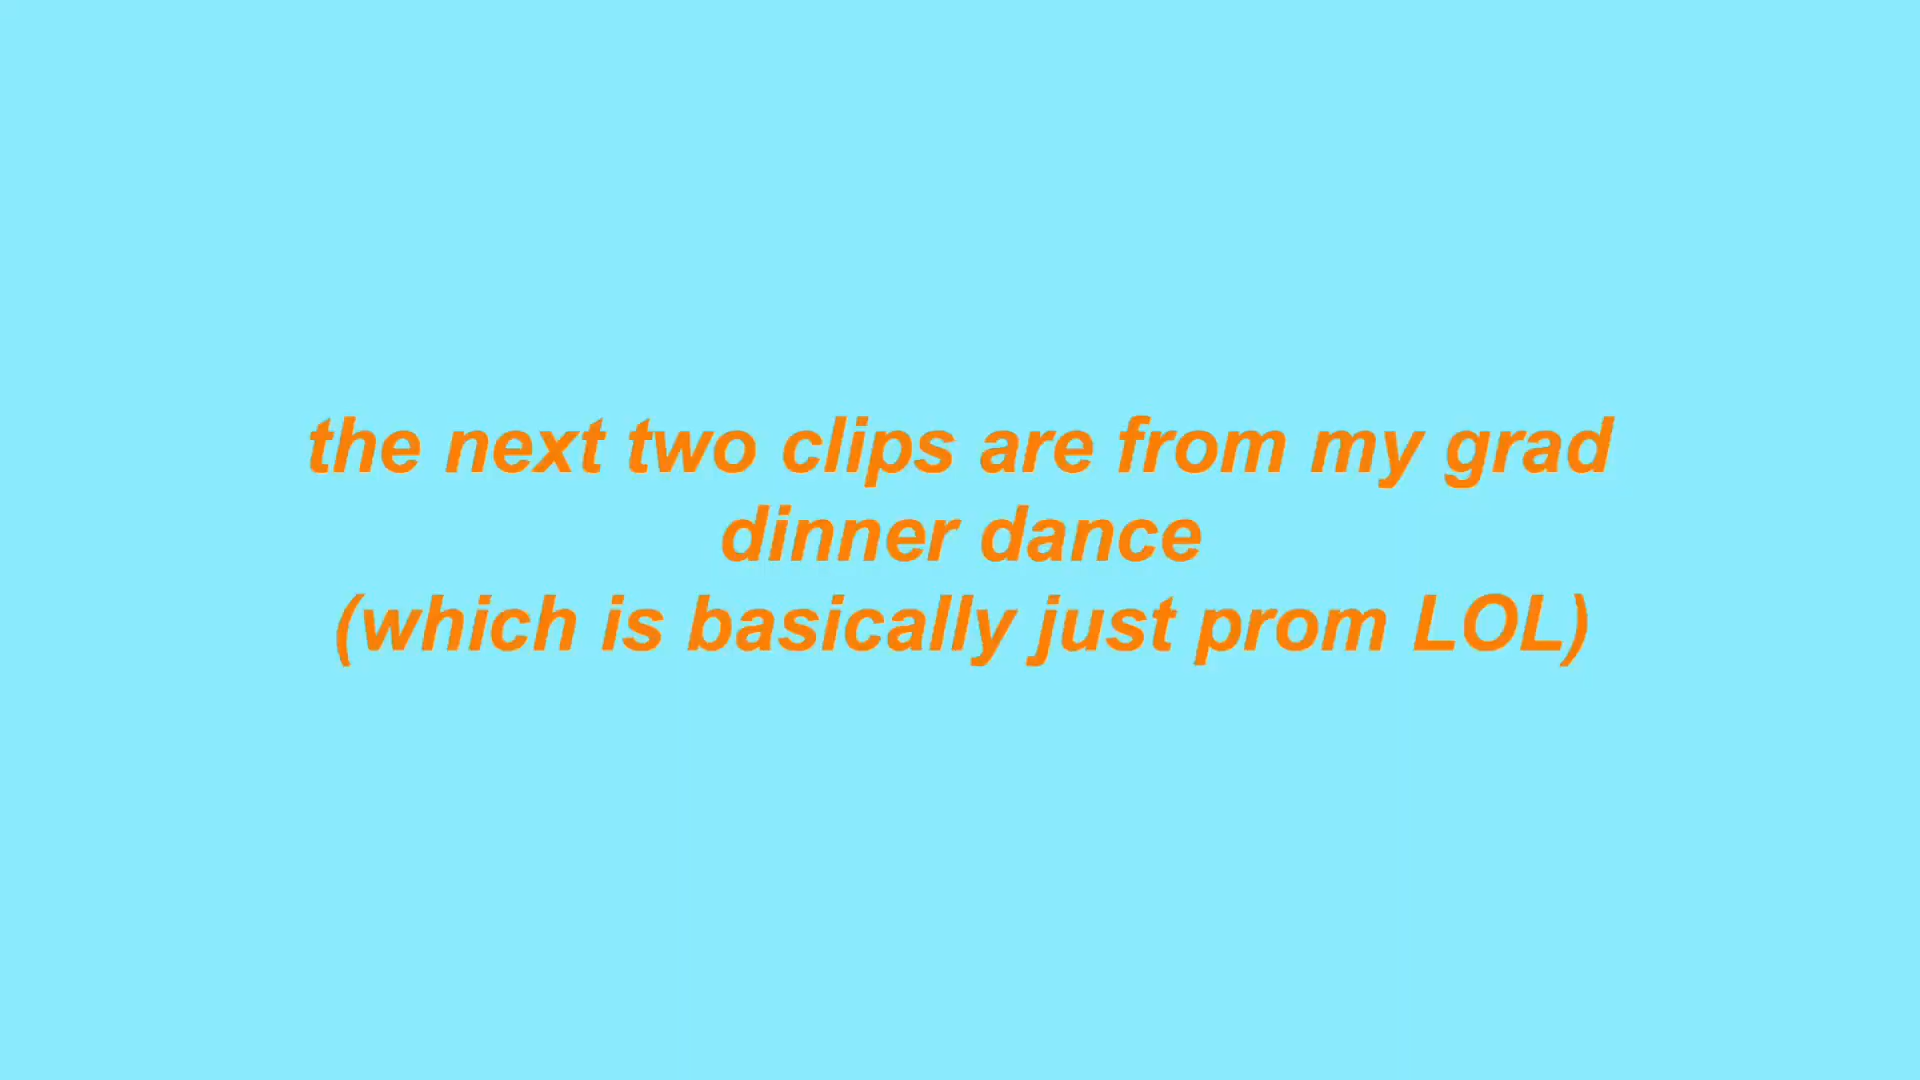 the next two clips are from my grad
dinner dance
(which is basically just prom LOL)